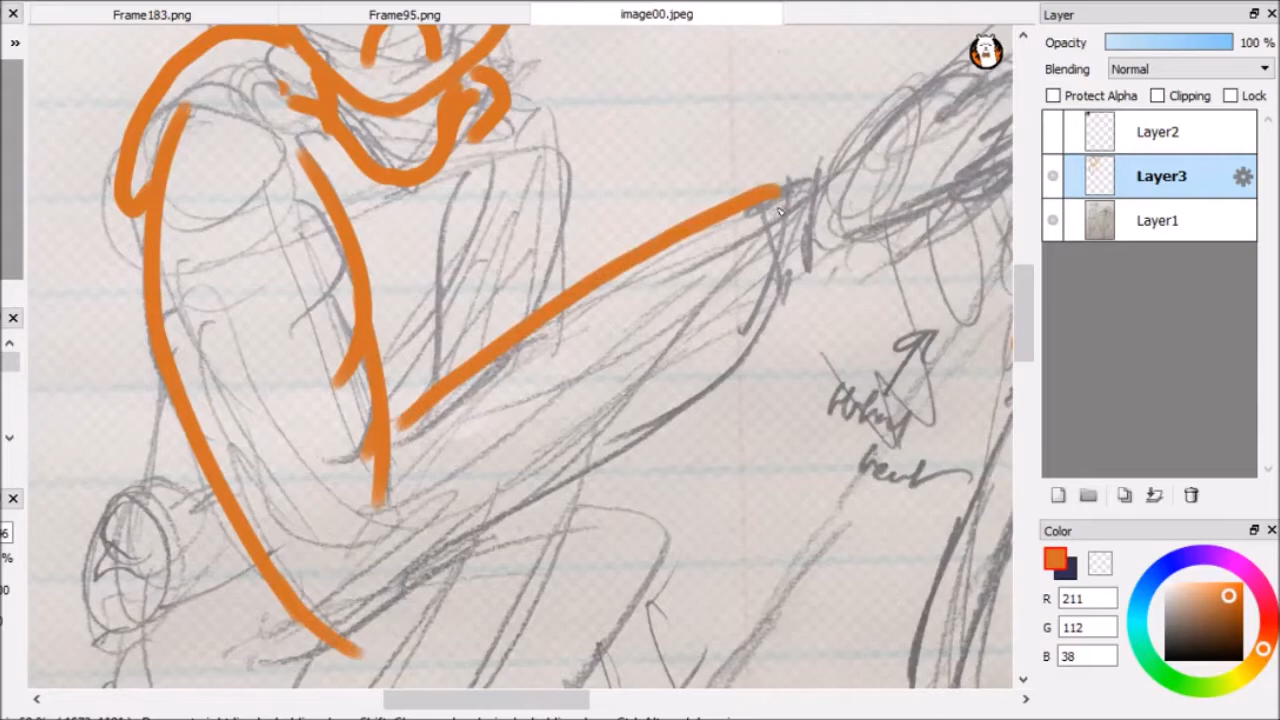 Frame183.png
Frame95.png
image00.jpeg
Layer
Opacity
100 %
Blending
Normal
Protect Alpha
Clipping
Lock
Layer2
Layer3
Layer1
Color
R
211
G
112
B
38